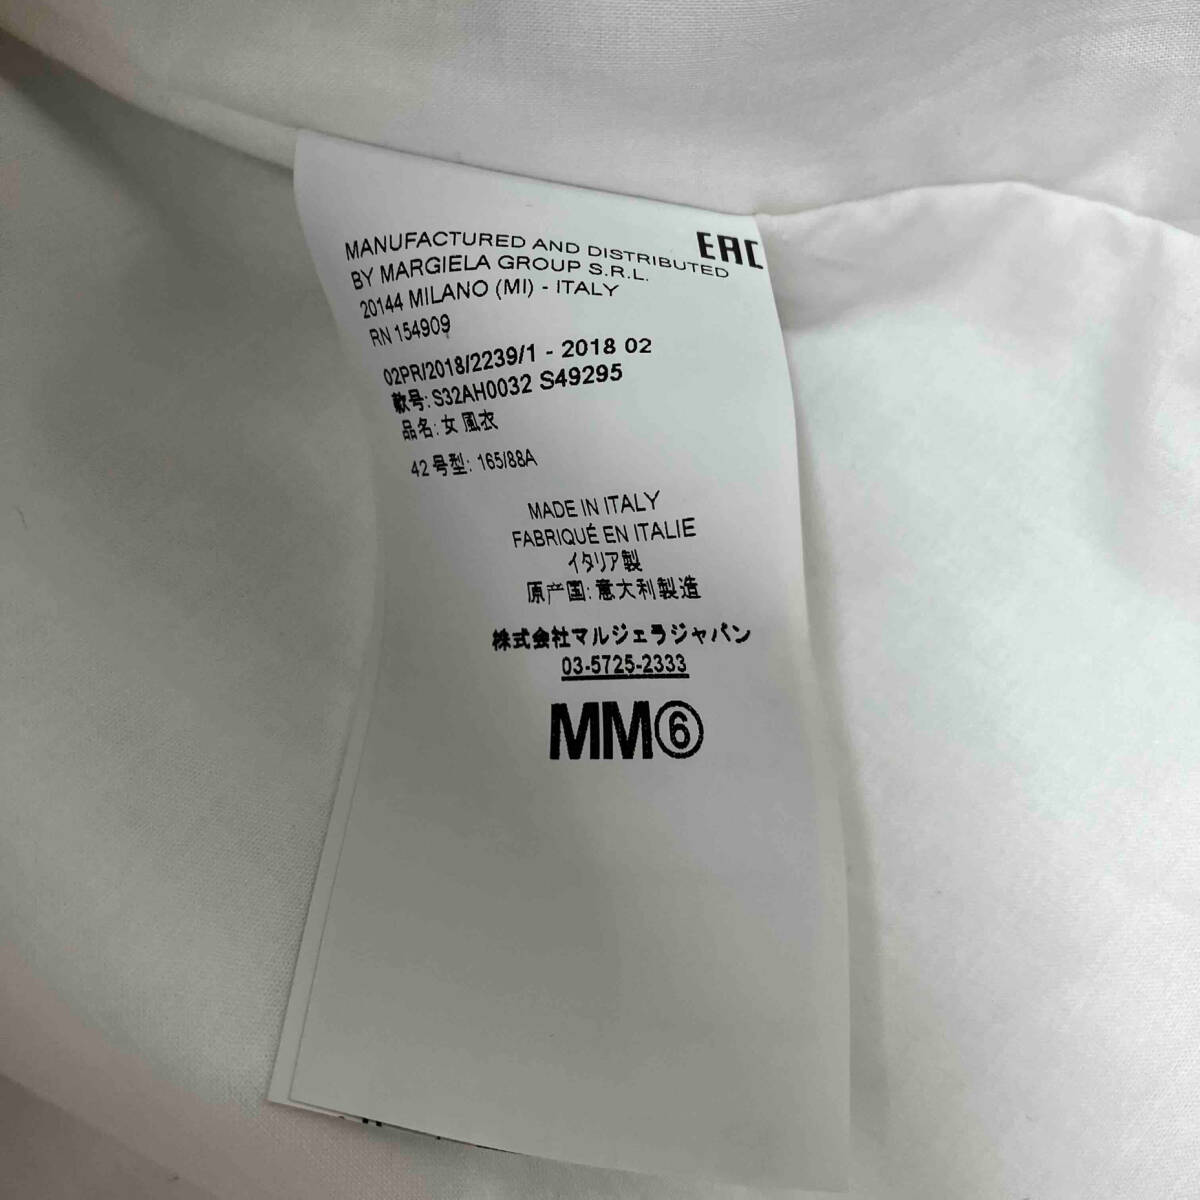 MANUFACTURED AND DISTRIBUTED
BY MARGIELA GROUP S.R.L.
20144 MILANO (MI) - ITALY
RN 154909
EAC
02PR/2018/2239/1 - 2018 02
款号: S32AH0032 S49295
品名: 女風衣
42号型: 165/88A
MADE IN ITALY
FABRIQUÉ EN ITALIE
イタリア製
原产国: 意大利製造
株式会社マルジェラジャパン
03-5725-2333
MM⑥